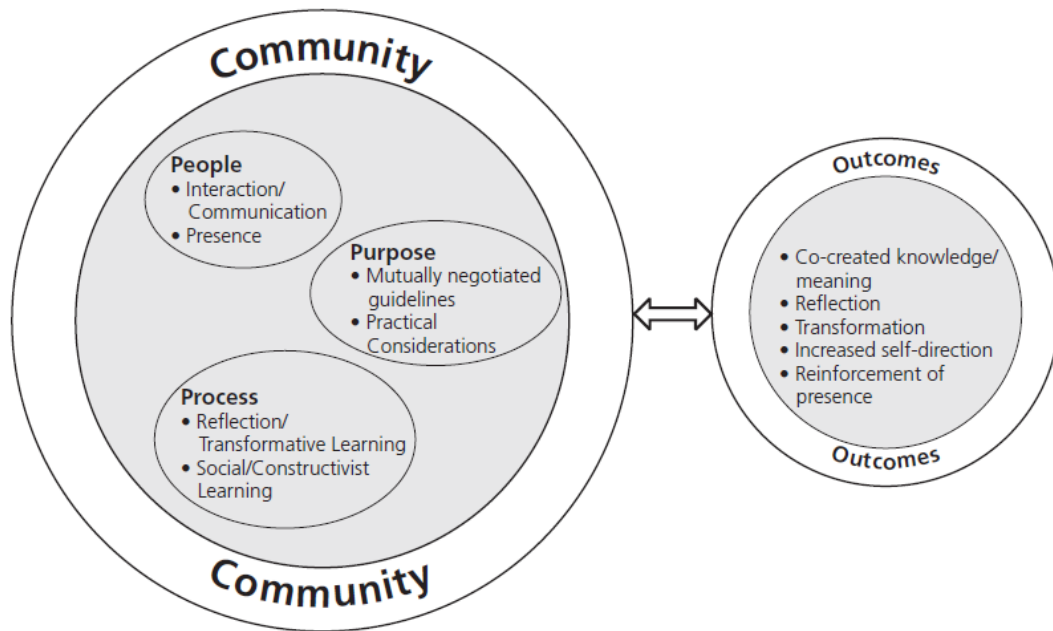 Community
People
• Interaction/
Communication
• Presence
Purpose
• Mutually negotiated
guidelines
• Practical
Considerations
Process
• Reflection/
Transformative Learning
• Social/Constructivist
Learning
Community
Outcomes
• Co-created knowledge/
meaning
• Reflection
• Transformation
• Increased self-direction
• Reinforcement of
presence
Outcomes